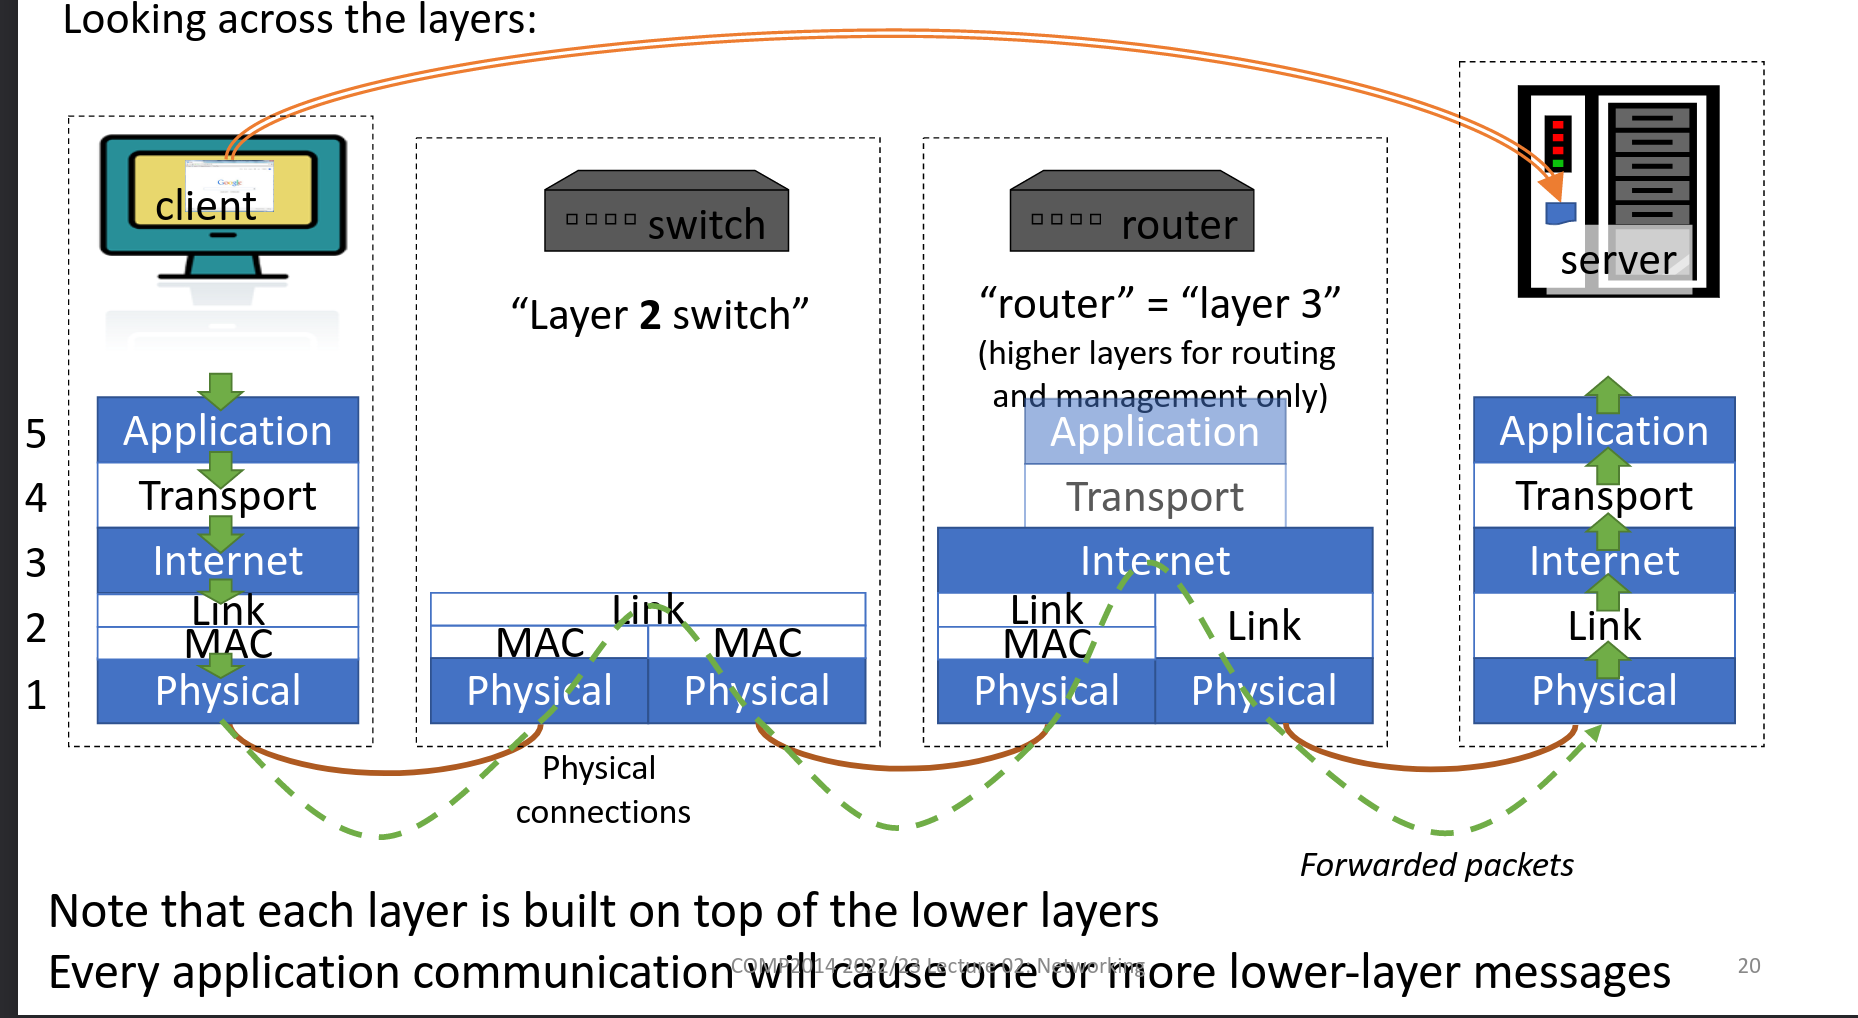 Looking across the layers:
client
Google
switch
router
server
“Layer 2 switch”
“router” = “layer 3”
(higher layers for routing
and management only)
5
Application
Application
Application
4
Transport
Transport
Transport
3
Internet
Internet
Internet
2
Link
MAC
Link
MAC
MAC
Link
MAC
Link
Link
1
Physical
Physical
Physical
Physical
Physical
Physical
Physical
connections
Forwarded packets
Note that each layer is built on top of the lower layers
Every application communication will cause one or more lower-layer messages
COMP2014 2022/23 Lecture 02: Networking
20